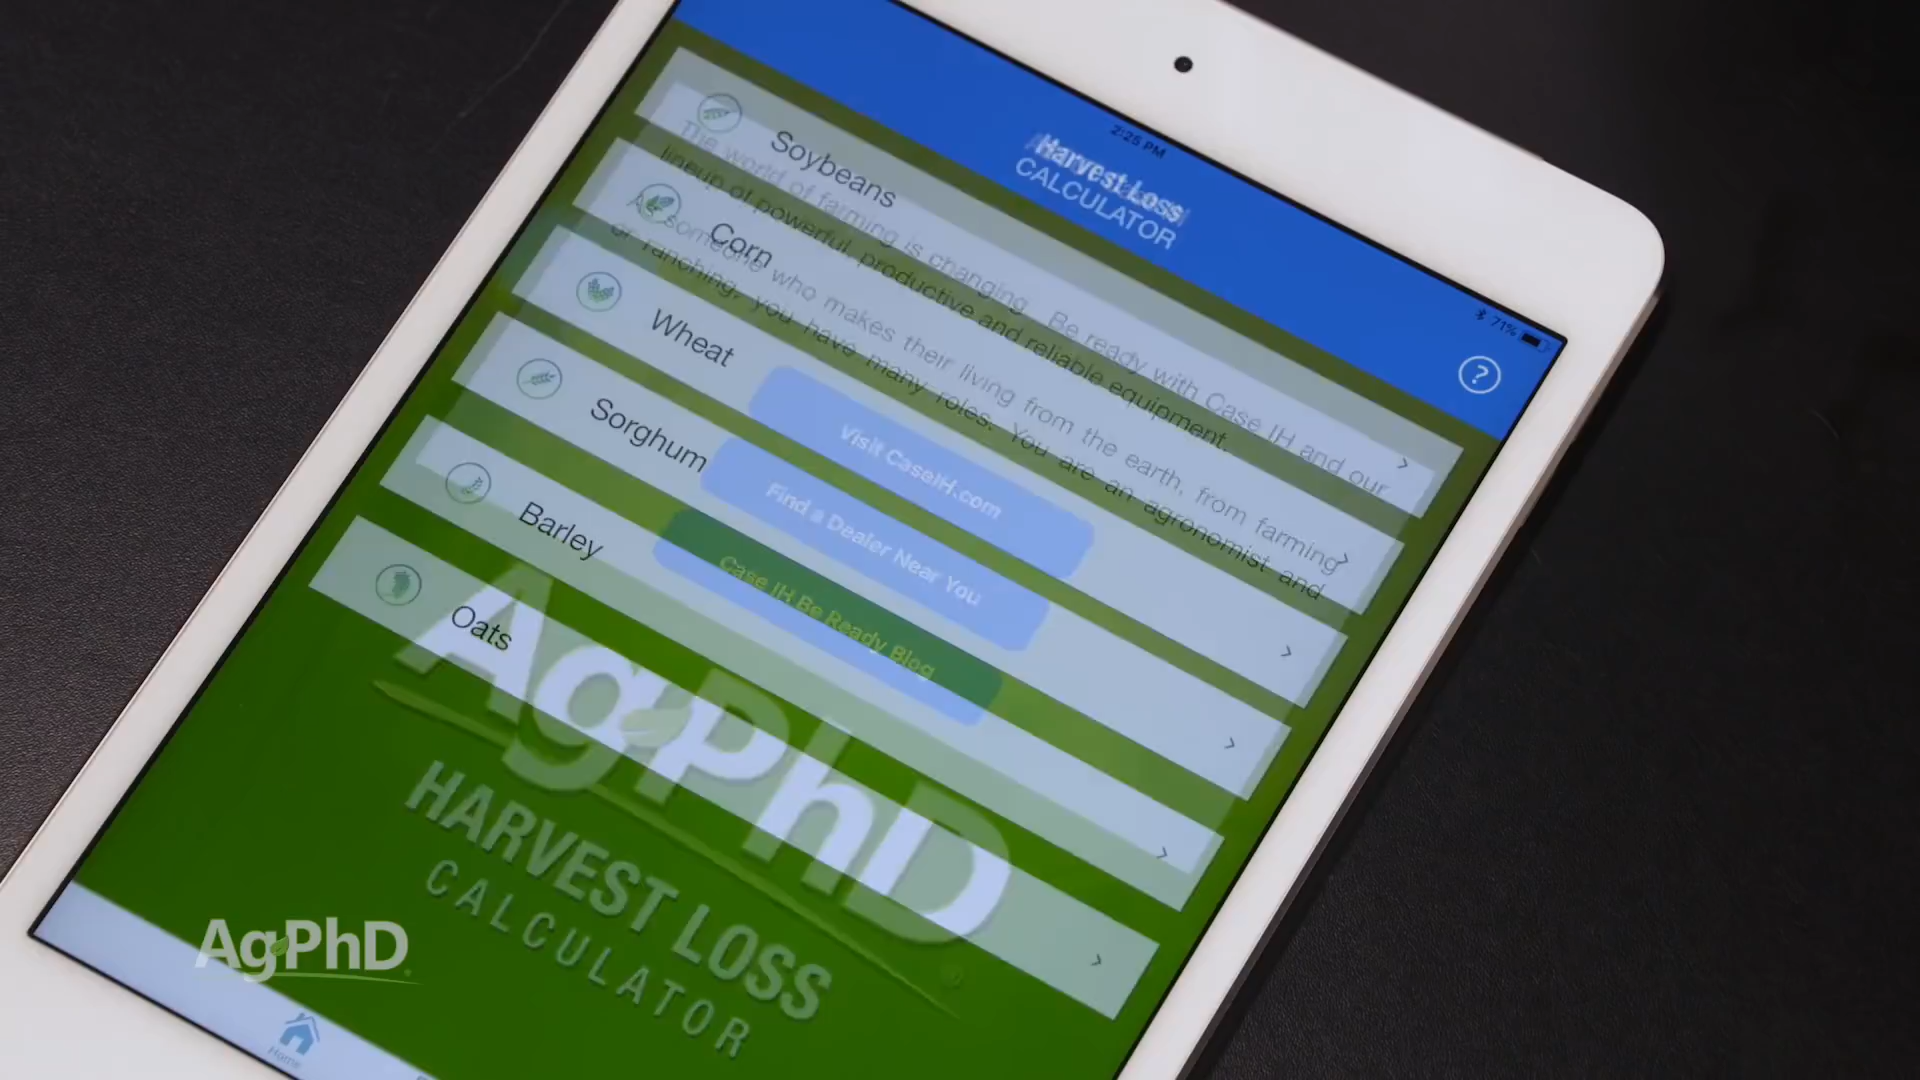 2:25 PM
71%
Harvest Loss
CALCULATOR
?
Soybeans
Corn
Wheat
Sorghum
Barley
Oats
The world of farming is changing. Be ready with Case IH and our
lineup of powerful, productive and reliable equipment.
As someone who makes their living from the earth, from farming
or ranching, you have many roles. You are an agronomist and
Visit CaseIH.com
Find a Dealer Near You
Case IH Be Ready Blog
AgPhD
HARVEST LOSS
CALCULATOR
Home
AgPhD